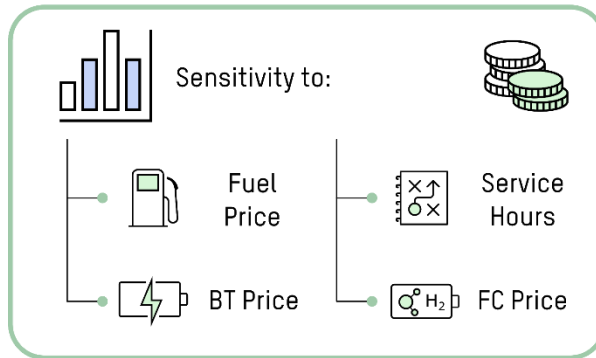 Sensitivity to:
Fuel
Price
Service
Hours
BT Price
H₂
FC Price